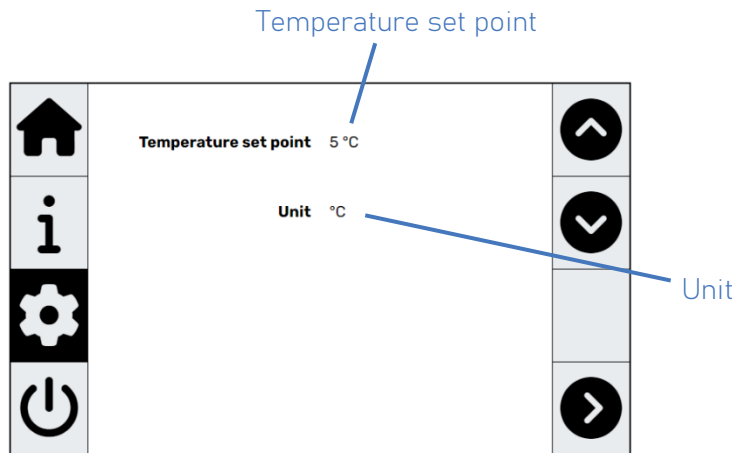 Temperature set point
Temperature set point 5 °C
Unit °C
Unit